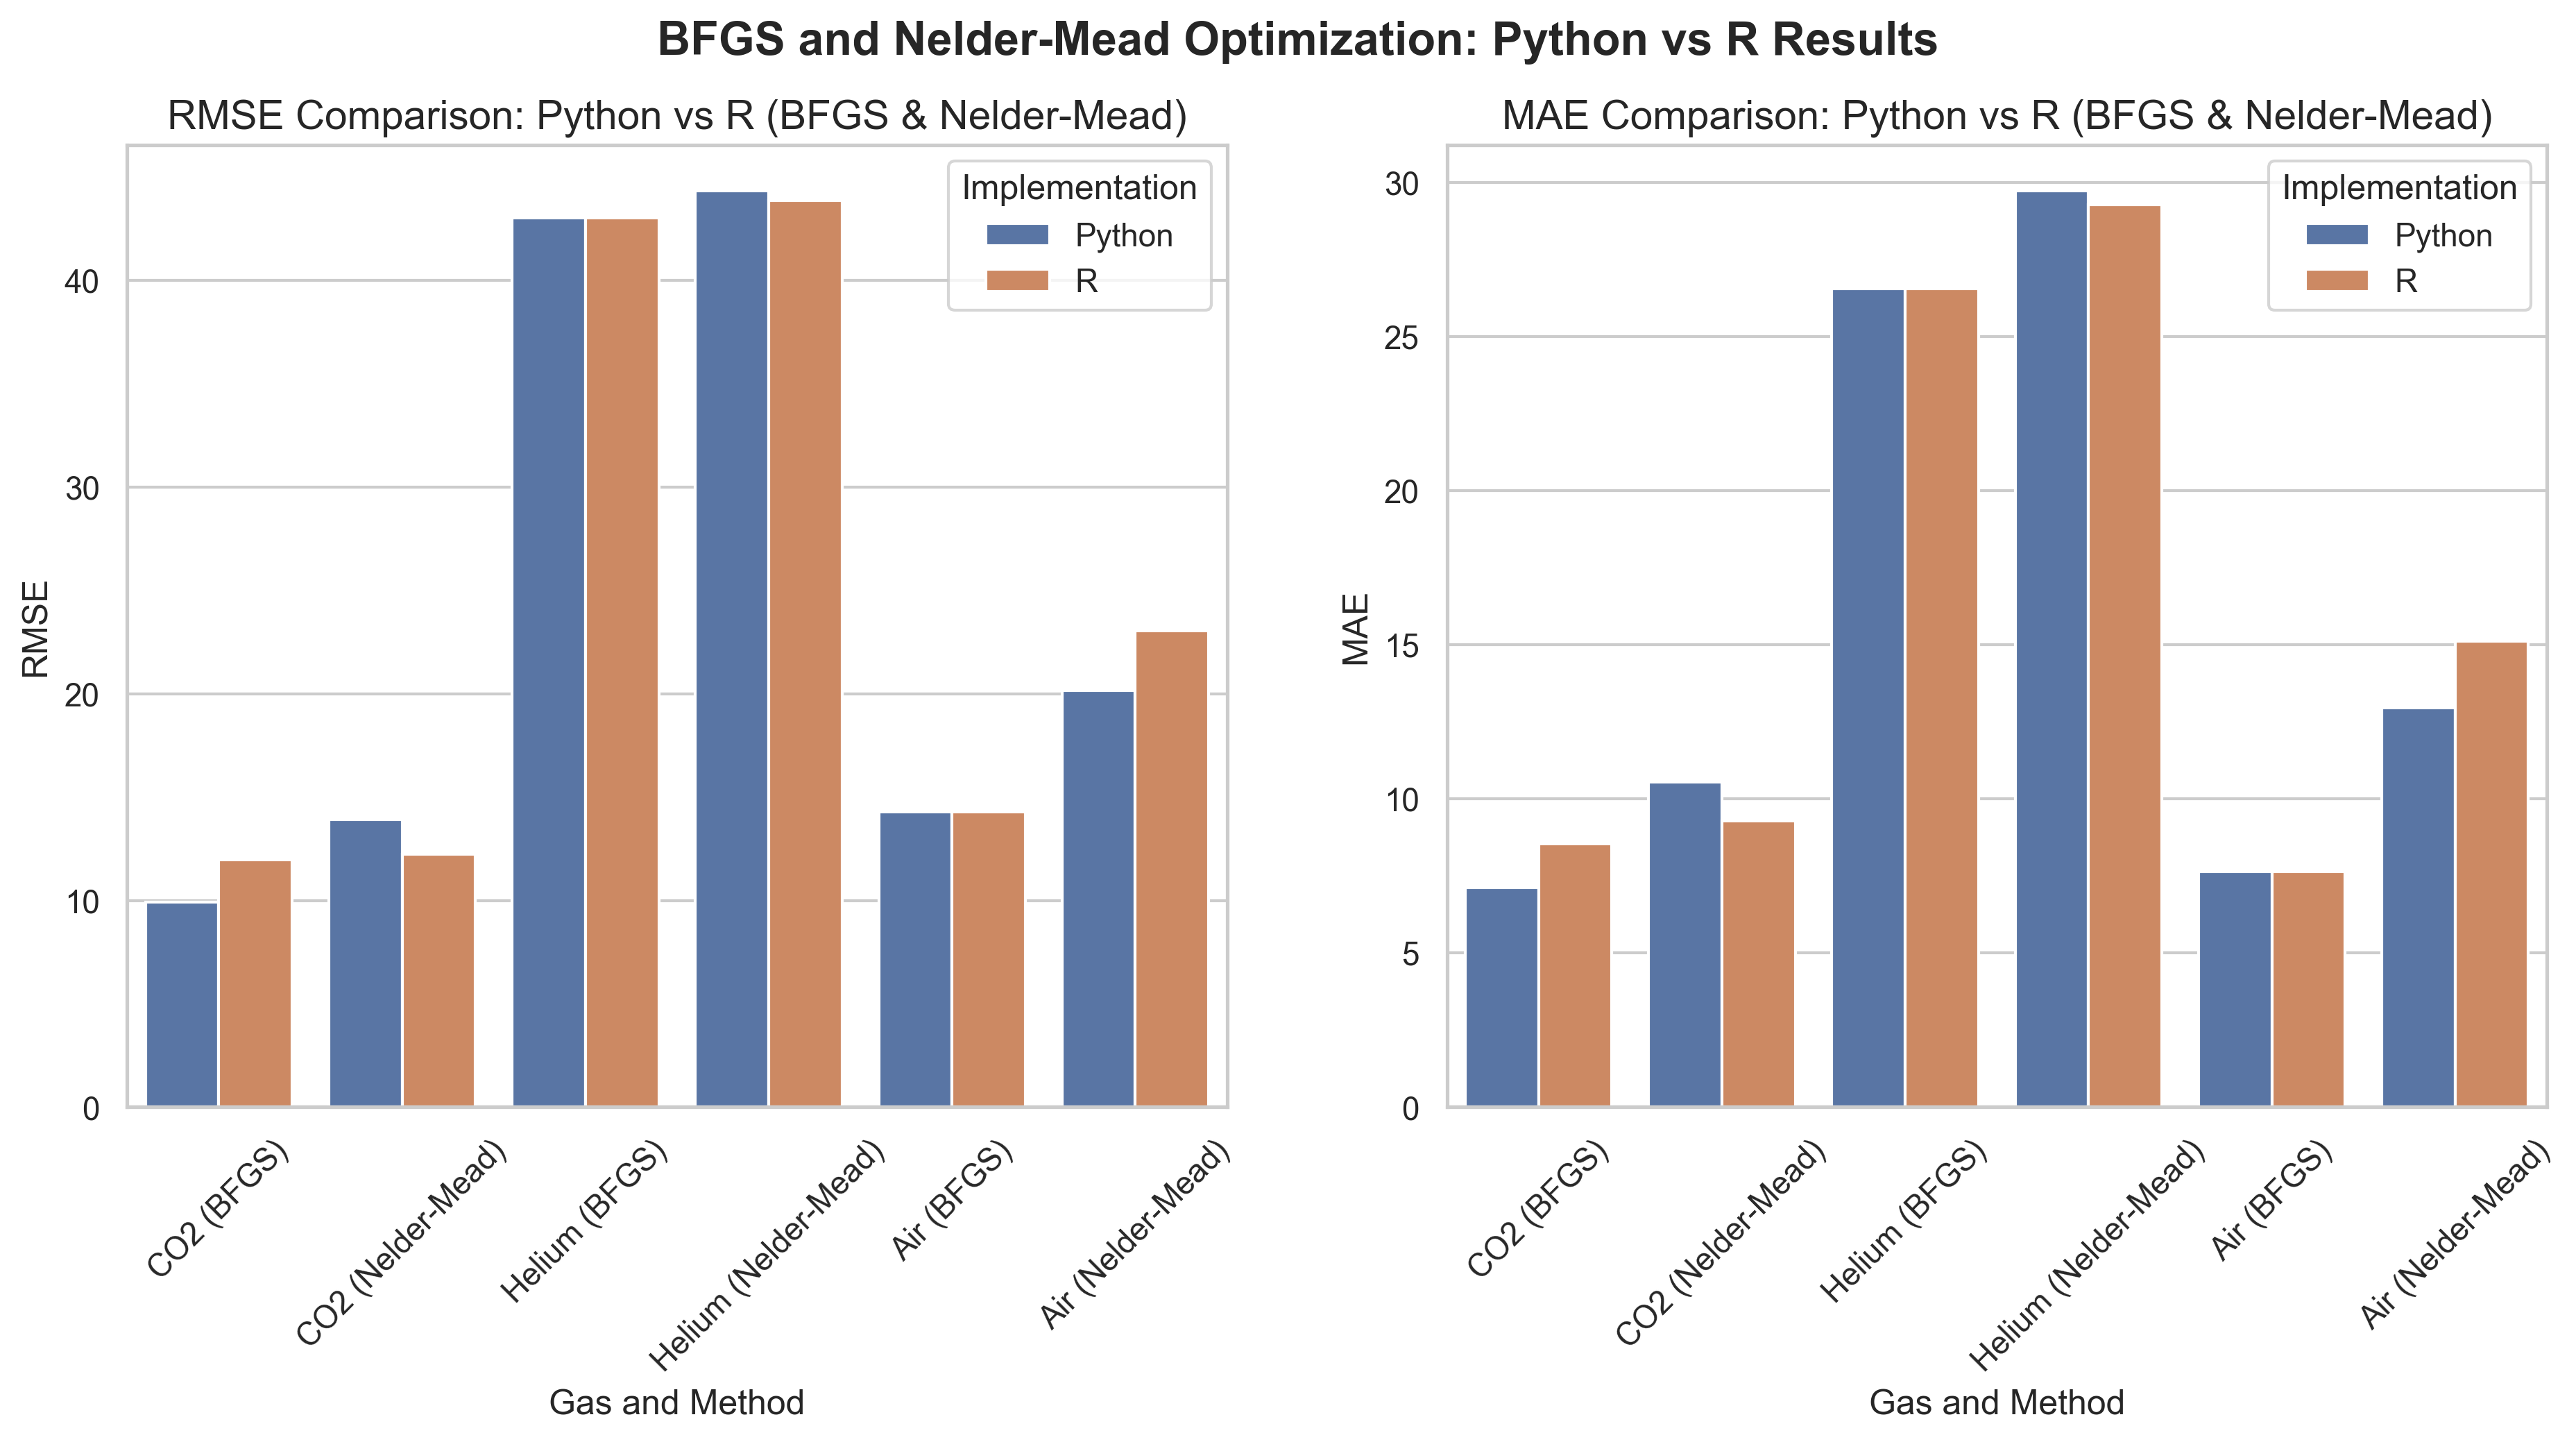 BFGS and Nelder-Mead Optimization: Python vs R Results
RMSE Comparison: Python vs R (BFGS & Nelder-Mead)
Implementation
Python
R
RMSE
40
30
20
10
0
CO2 (BFGS)
CO2 (Nelder-Mead)
Helium (BFGS)
Helium (Nelder-Mead)
Air (BFGS)
Air (Nelder-Mead)
Gas and Method
MAE Comparison: Python vs R (BFGS & Nelder-Mead)
Implementation
Python
R
MAE
30
25
20
15
10
5
0
CO2 (BFGS)
CO2 (Nelder-Mead)
Helium (BFGS)
Helium (Nelder-Mead)
Air (BFGS)
Air (Nelder-Mead)
Gas and Method